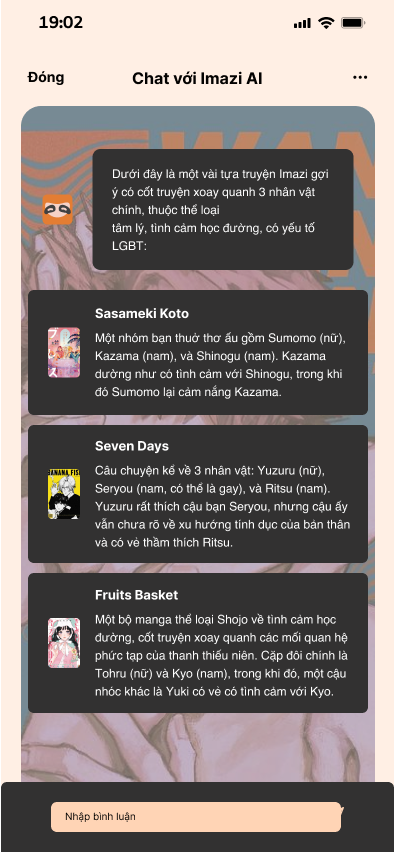 19:02
Đóng
Chat với Imazi AI
Dưới đây là một vài tựa truyện Imazi gợi
ý có cốt truyện xoay quanh 3 nhân vật
chính, thuộc thể loại
tâm lý, tình cảm học đường, có yếu tố
LGBT:
Sasameki Koto
Một nhóm bạn thuở thơ ấu gồm Sumomo (nữ),
Kazama (nam), và Shinogu (nam). Kazama
dường như có tình cảm với Shinogu, trong khi
đó Sumomo lại cảm nắng Kazama.
Seven Days
BANANA FIS
Câu chuyện kể về 3 nhân vật: Yuzuru (nữ),
Seryou (nam, có thể là gay), và Ritsu (nam).
Yuzuru rất thích cậu bạn Seryou, nhưng cậu ấy
vẫn chưa rõ về xu hướng tính dục của bản thân
và có vẻ thầm thích Ritsu.
Fruits Basket
Một bộ manga thể loại Shojo về tình cảm học
đường, cốt truyện xoay quanh các mối quan hệ
phức tạp của thanh thiếu niên. Cặp đôi chính là
Tohru (nữ) và Kyo (nam), trong khi đó, một cậu
nhóc khác là Yuki có vẻ có tình cảm với Kyo.
Nhập bình luận